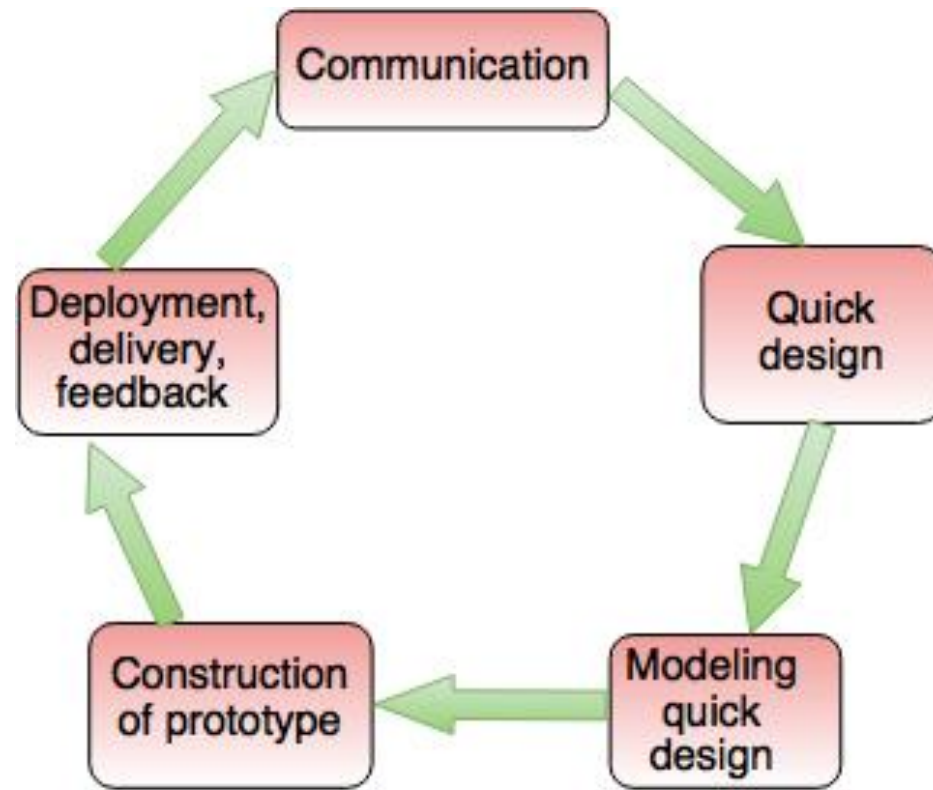 Communication
Quick
design
Modeling
quick
design
Construction
of prototype
Deployment,
delivery,
feedback